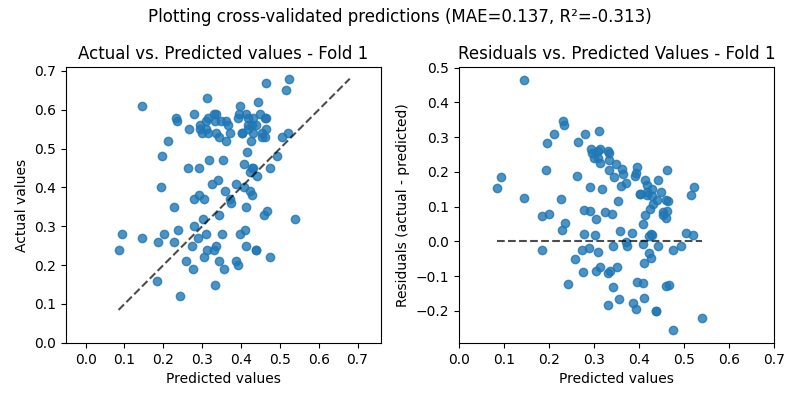 Plotting cross-validated predictions (MAE=0.137, R²=-0.313)
Actual vs. Predicted values - Fold 1
Actual values
0.7
0.6
0.5
0.4
0.3
0.2
0.1
0.0
0.0 0.1 0.2 0.3 0.4 0.5 0.6 0.7
Predicted values
Residuals vs. Predicted Values - Fold 1
Residuals (actual - predicted)
0.5
0.4
0.3
0.2
0.1
0.0
−0.1
−0.2
0.0 0.1 0.2 0.3 0.4 0.5 0.6 0.7
Predicted values